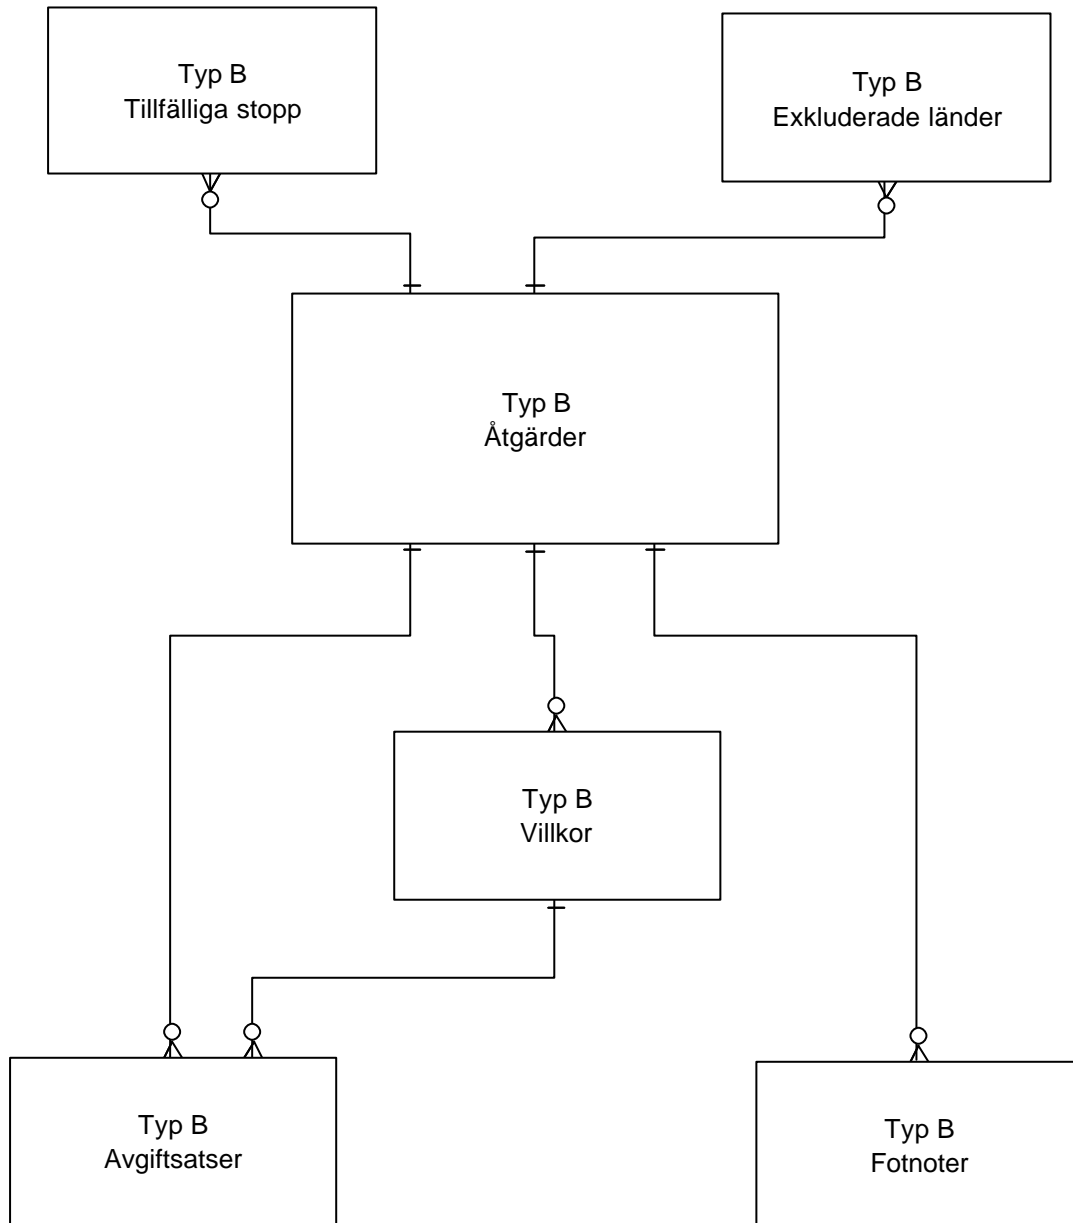 Typ B
Tillfälliga stopp
Typ B
Exkluderade länder
Typ B
Åtgärder
Typ B
Villkor
Typ B
Avgiftsatser
Typ B
Fotnoter